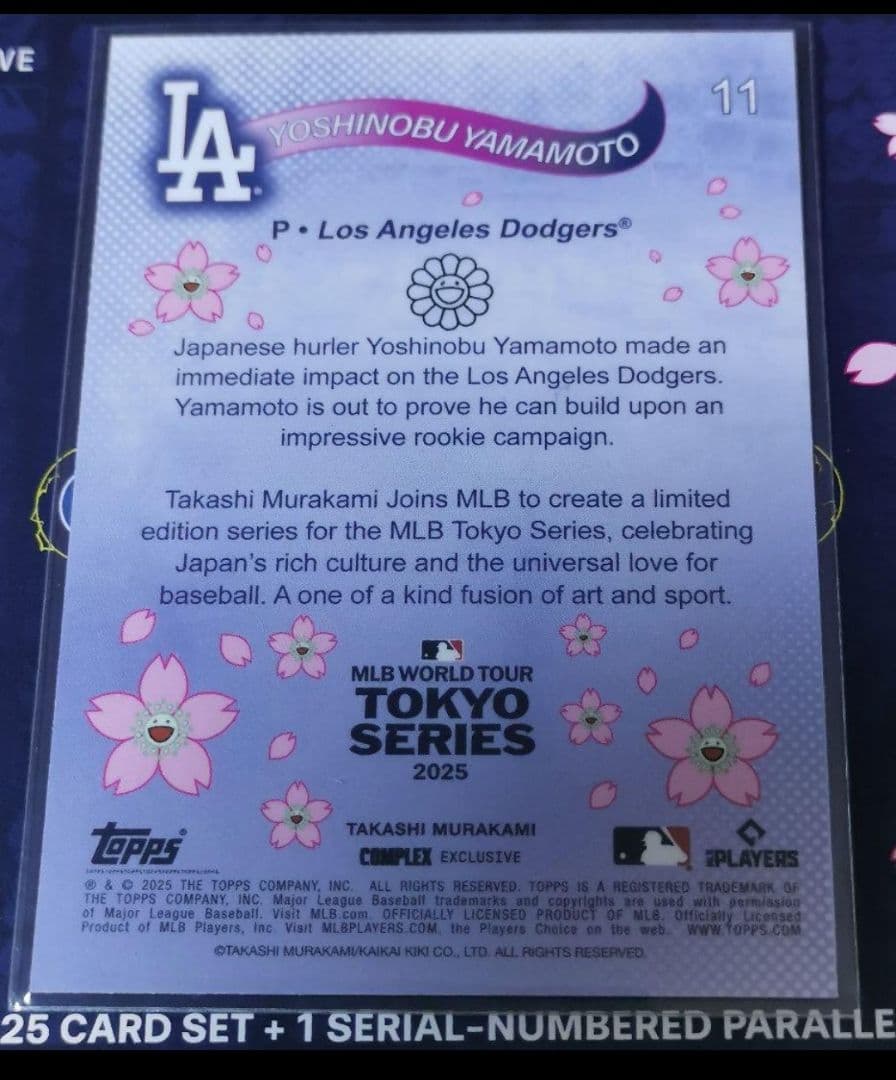 VE
LA
YOSHINOBU YAMAMOTO
11
P • Los Angeles Dodgers®
Japanese hurler Yoshinobu Yamamoto made an
immediate impact on the Los Angeles Dodgers.
Yamamoto is out to prove he can build upon an
impressive rookie campaign.
Takashi Murakami Joins MLB to create a limited
edition series for the MLB Tokyo Series, celebrating
Japan's rich culture and the universal love for
baseball. A one of a kind fusion of art and sport.
MLB WORLD TOUR
TOKYO
SERIES
2025
topps®
TAKASHI MURAKAMI
COMPLEX EXCLUSIVE
PLAYERS
® & © 2025 THE TOPPS COMPANY, INC. ALL RIGHTS RESERVED. TOPPS IS A REGISTERED TRADEMARK OF
THE TOPPS COMPANY, INC. Major League Baseball trademarks and copyrights are used with permission
of Major League Baseball. Visit MLB.com. OFFICIALLY LICENSED PRODUCT OF MLB. Officially Licensed
Product of MLB Players, Inc. Visit MLBPLAYERS.COM, the Players Choice on the web. WWW.TOPPS.COM
©TAKASHI MURAKAMI/KAIKAI KIKI CO., LTD. ALL RIGHTS RESERVED.
25 CARD SET + 1 SERIAL-NUMBERED PARALLE